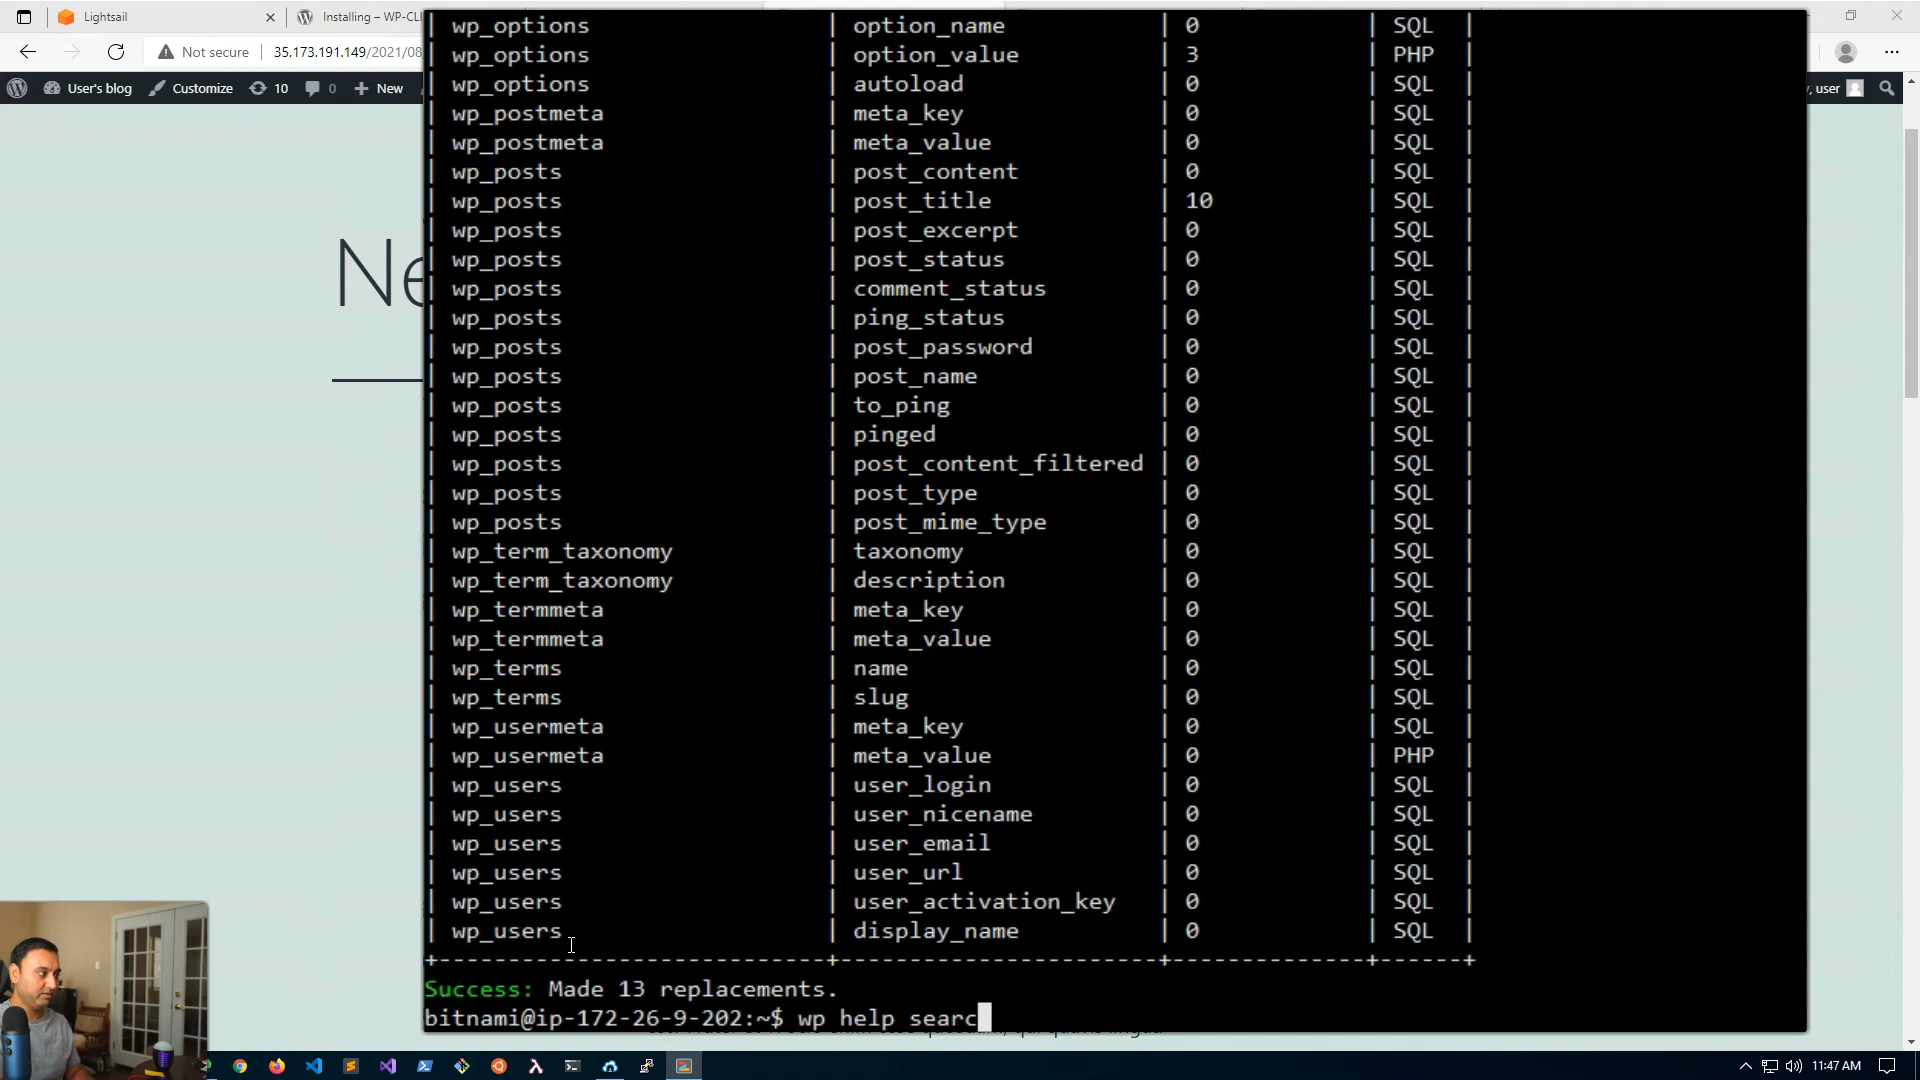 Lightsail
Installing – WP-CLI
Not secure
35.173.191.149/2021/08
User's blog
Customize
10
0
New
, user
Ne
| wp_options | option_name | 0 | SQL |
| wp_options | option_value | 3 | PHP |
| wp_options | autoload | 0 | SQL |
| wp_postmeta | meta_key | 0 | SQL |
| wp_postmeta | meta_value | 0 | SQL |
| wp_posts | post_content | 0 | SQL |
| wp_posts | post_title | 10 | SQL |
| wp_posts | post_excerpt | 0 | SQL |
| wp_posts | post_status | 0 | SQL |
| wp_posts | comment_status | 0 | SQL |
| wp_posts | ping_status | 0 | SQL |
| wp_posts | post_password | 0 | SQL |
| wp_posts | post_name | 0 | SQL |
| wp_posts | to_ping | 0 | SQL |
| wp_posts | pinged | 0 | SQL |
| wp_posts | post_content_filtered | 0 | SQL |
| wp_posts | post_type | 0 | SQL |
| wp_posts | post_mime_type | 0 | SQL |
| wp_term_taxonomy | taxonomy | 0 | SQL |
| wp_term_taxonomy | description | 0 | SQL |
| wp_termmeta | meta_key | 0 | SQL |
| wp_termmeta | meta_value | 0 | SQL |
| wp_terms | name | 0 | SQL |
| wp_terms | slug | 0 | SQL |
| wp_usermeta | meta_key | 0 | SQL |
| wp_usermeta | meta_value | 0 | PHP |
| wp_users | user_login | 0 | SQL |
| wp_users | user_nicename | 0 | SQL |
| wp_users | user_email | 0 | SQL |
| wp_users | user_url | 0 | SQL |
| wp_users | user_activation_key | 0 | SQL |
| wp_users | display_name | 0 | SQL |
+-----------------------------+------------------------+---------------+------+
Success: Made 13 replacements.
bitnami@ip-172-26-9-202:~$ wp help searc
11:47 AM